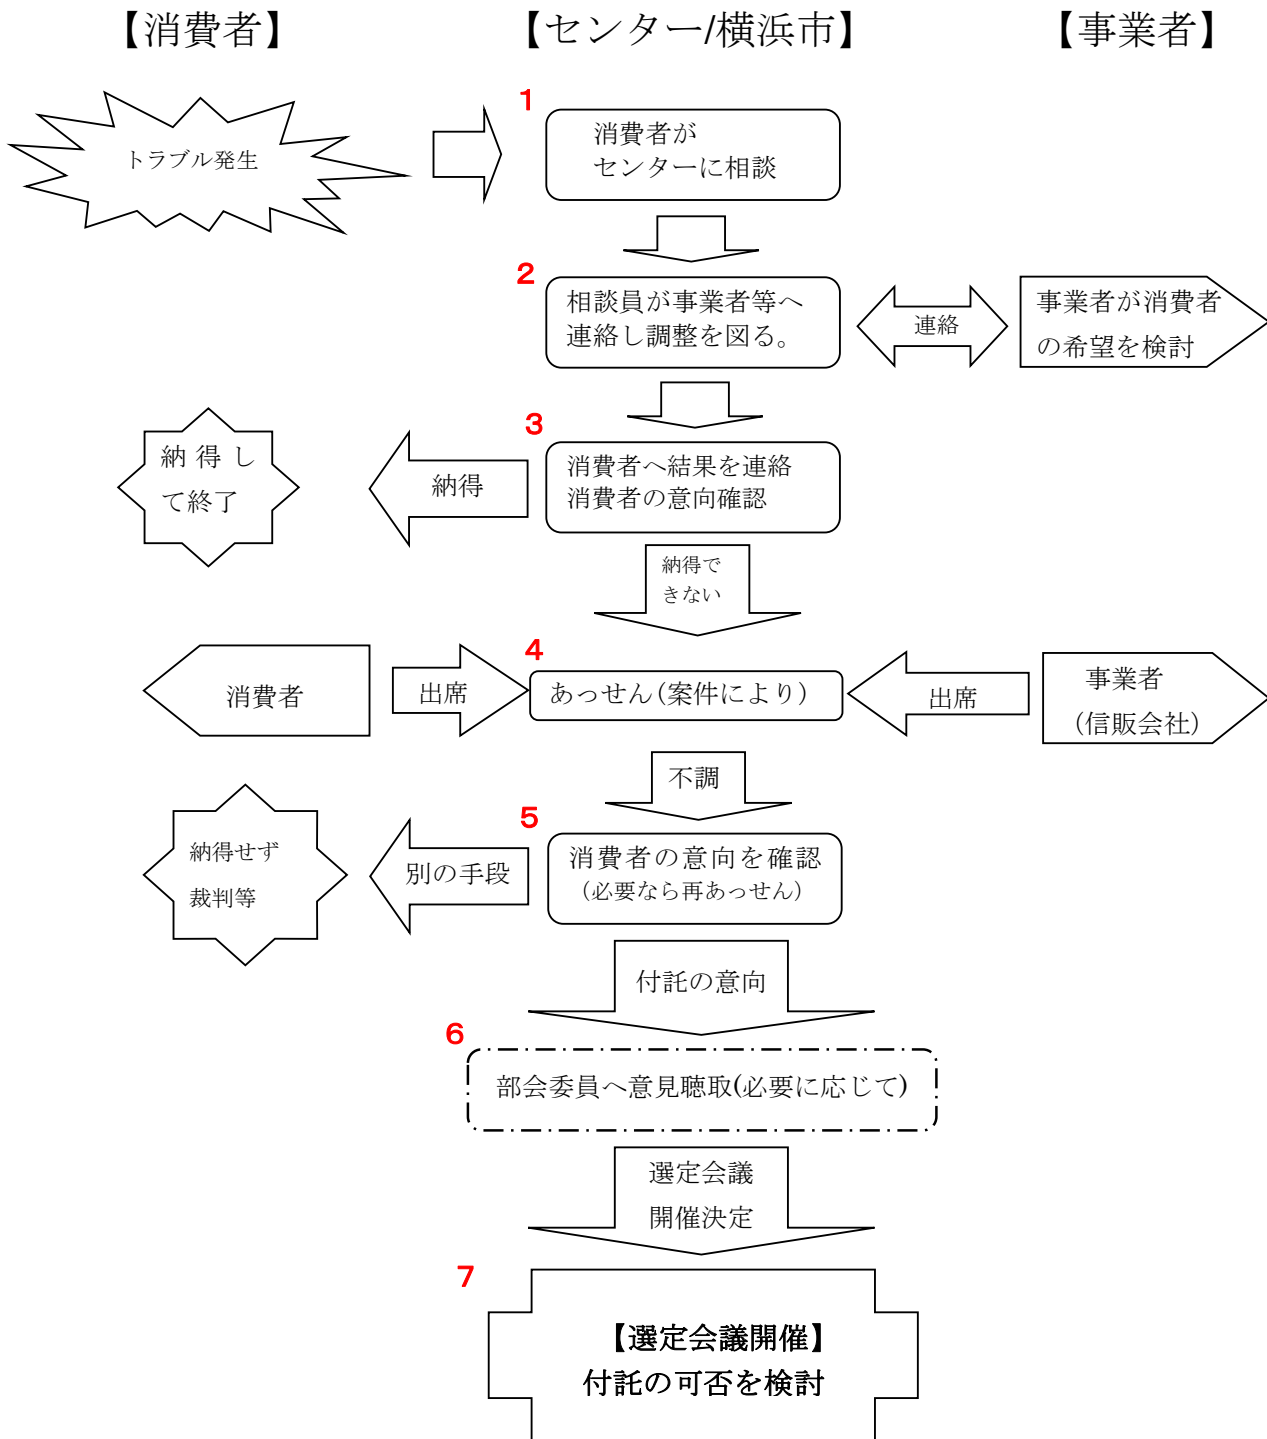 【消費者】
【センター/横浜市】
【事業者】
トラブル発生
1
消費者が
センターに相談
2
相談員が事業者等へ
連絡し調整を図る。
連絡
事業者が消費者
の希望を検討
3
消費者へ結果を連絡
消費者の意向確認
納得
納得し
て終了
納得で
きない
4
消費者
出席
あっせん(案件により)
出席
事業者
(信販会社)
不調
5
消費者の意向を確認
(必要なら再あっせん)
別の手段
納得せず
裁判等
付託の意向
6
部会委員へ意見聴取(必要に応じて)
選定会議
開催決定
7
【選定会議開催】
付託の可否を検討